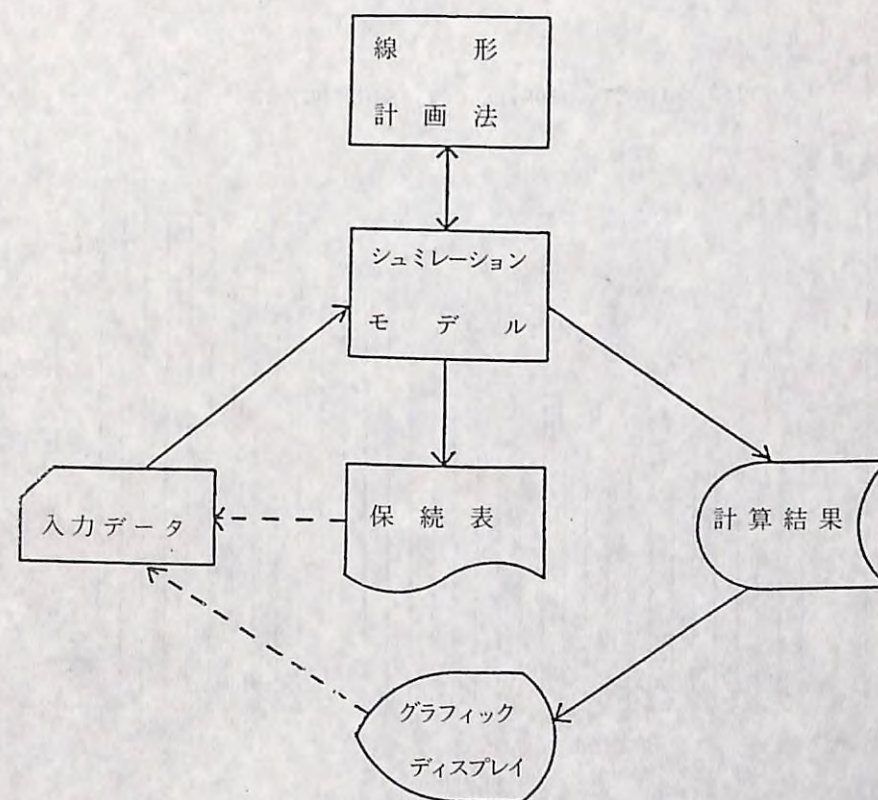 線形
計画法
シュミレーション
モデル
入力データ
保続表
計算結果
グラフィック
ディスプレイ